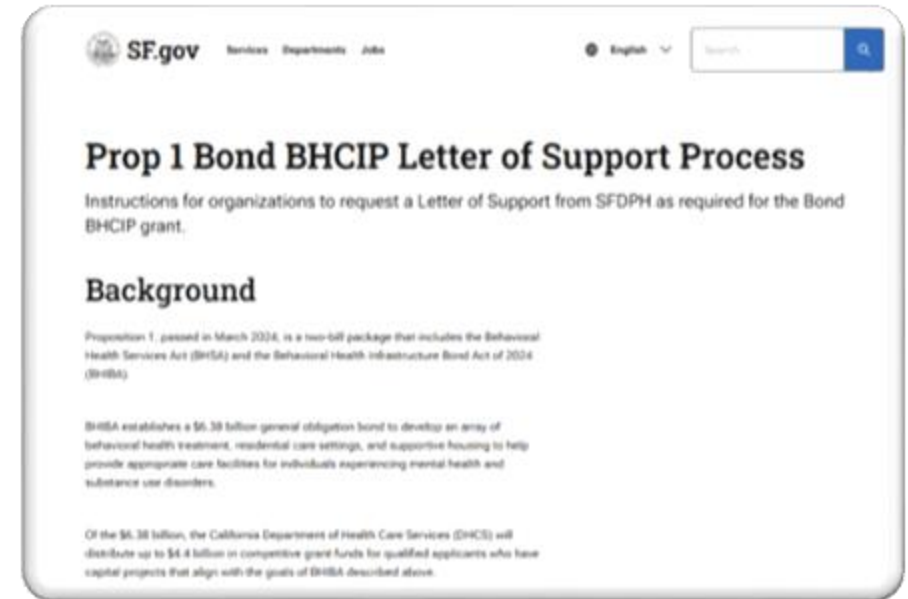 SF.gov Services Departments Jobs English Search
Prop 1 Bond BHCIP Letter of Support Process
Instructions for organizations to request a Letter of Support from SFDPH as required for the Bond
BHCIP grant.
Background
Proposition 1, passed in March 2024, is a two-bill package that includes the Behavioral
Health Services Act (BHSA) and the Behavioral Health Infrastructure Bond Act of 2024
(BHIBA).
BHIBA establishes a $6.38 billion general obligation bond to develop an array of
behavioral health treatment, residential care settings, and supportive housing to help
provide appropriate care facilities for individuals experiencing mental health and
substance use disorders.
Of the $6.38 billion, the California Department of Health Care Services (DHCS) will
distribute up to $4.4 billion in competitive grant funds for qualified applicants who have
capital projects that align with the goals of BHIBA described above.